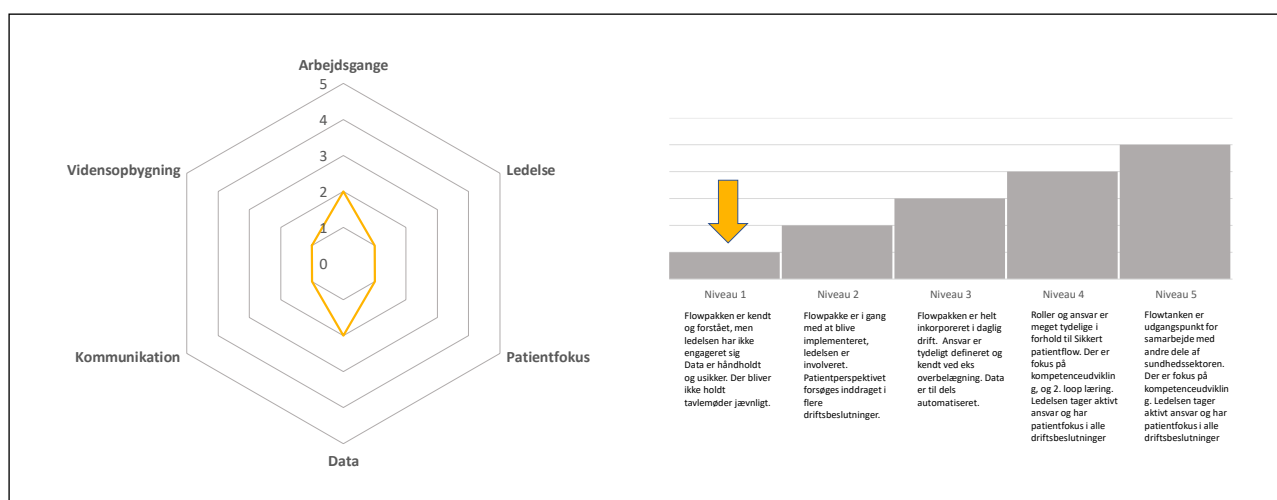 Arbejdsgange
5
4
3
2
1
0
Ledelse
Patientfokus
Data
Kommunikation
Vidensopbygning
Niveau 1
Flowpakken er kendt
og forstået, men
ledelsen har ikke
engageret sig
Data er håndholdt
og usikker. Der bliver
ikke holdt
tavlemøder jævnligt.
Niveau 2
Flowpakke er i gang
med at blive
implementeret,
ledelsen er
involveret.
Patientperspektivet
forsøges inddraget i
flere
driftsbeslutninger.
Niveau 3
Flowpakken er helt
inkorporeret i daglig
drift.  Ansvar er
tydeligt defineret og
kendt ved eks
overbelægning. Data
er til dels
automatiseret.
Niveau 4
Roller og ansvar er
meget tydelige i
forhold til Sikkert
patientflow. Der er
fokus på
kompetenceudviklin
g, og 2. loop læring.
Ledelsen tager aktivt
ansvar og har
patientfokus i alle
driftsbeslutninger
Niveau 5
Flowtanken er
udgangspunkt for
samarbejde med
andre dele af
sundhedssektoren.
Der er fokus på
kompetenceudviklin
g. Ledelsen tager
aktivt ansvar og har
patientfokus i alle
driftsbeslutninger